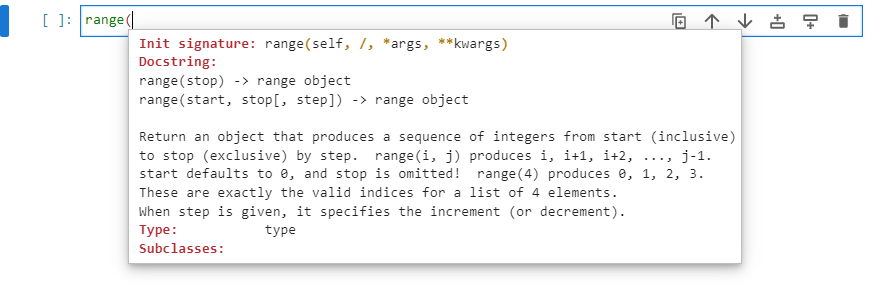 [ ]: range(
Init signature: range(self, /, *args, **kwargs)
Docstring:
range(stop) -> range object
range(start, stop[, step]) -> range object
Return an object that produces a sequence of integers from start (inclusive)
to stop (exclusive) by step.  range(i, j) produces i, i+1, i+2, ..., j-1.
start defaults to 0, and stop is omitted!  range(4) produces 0, 1, 2, 3.
These are exactly the valid indices for a list of 4 elements.
When step is given, it specifies the increment (or decrement).
Type:           type
Subclasses: